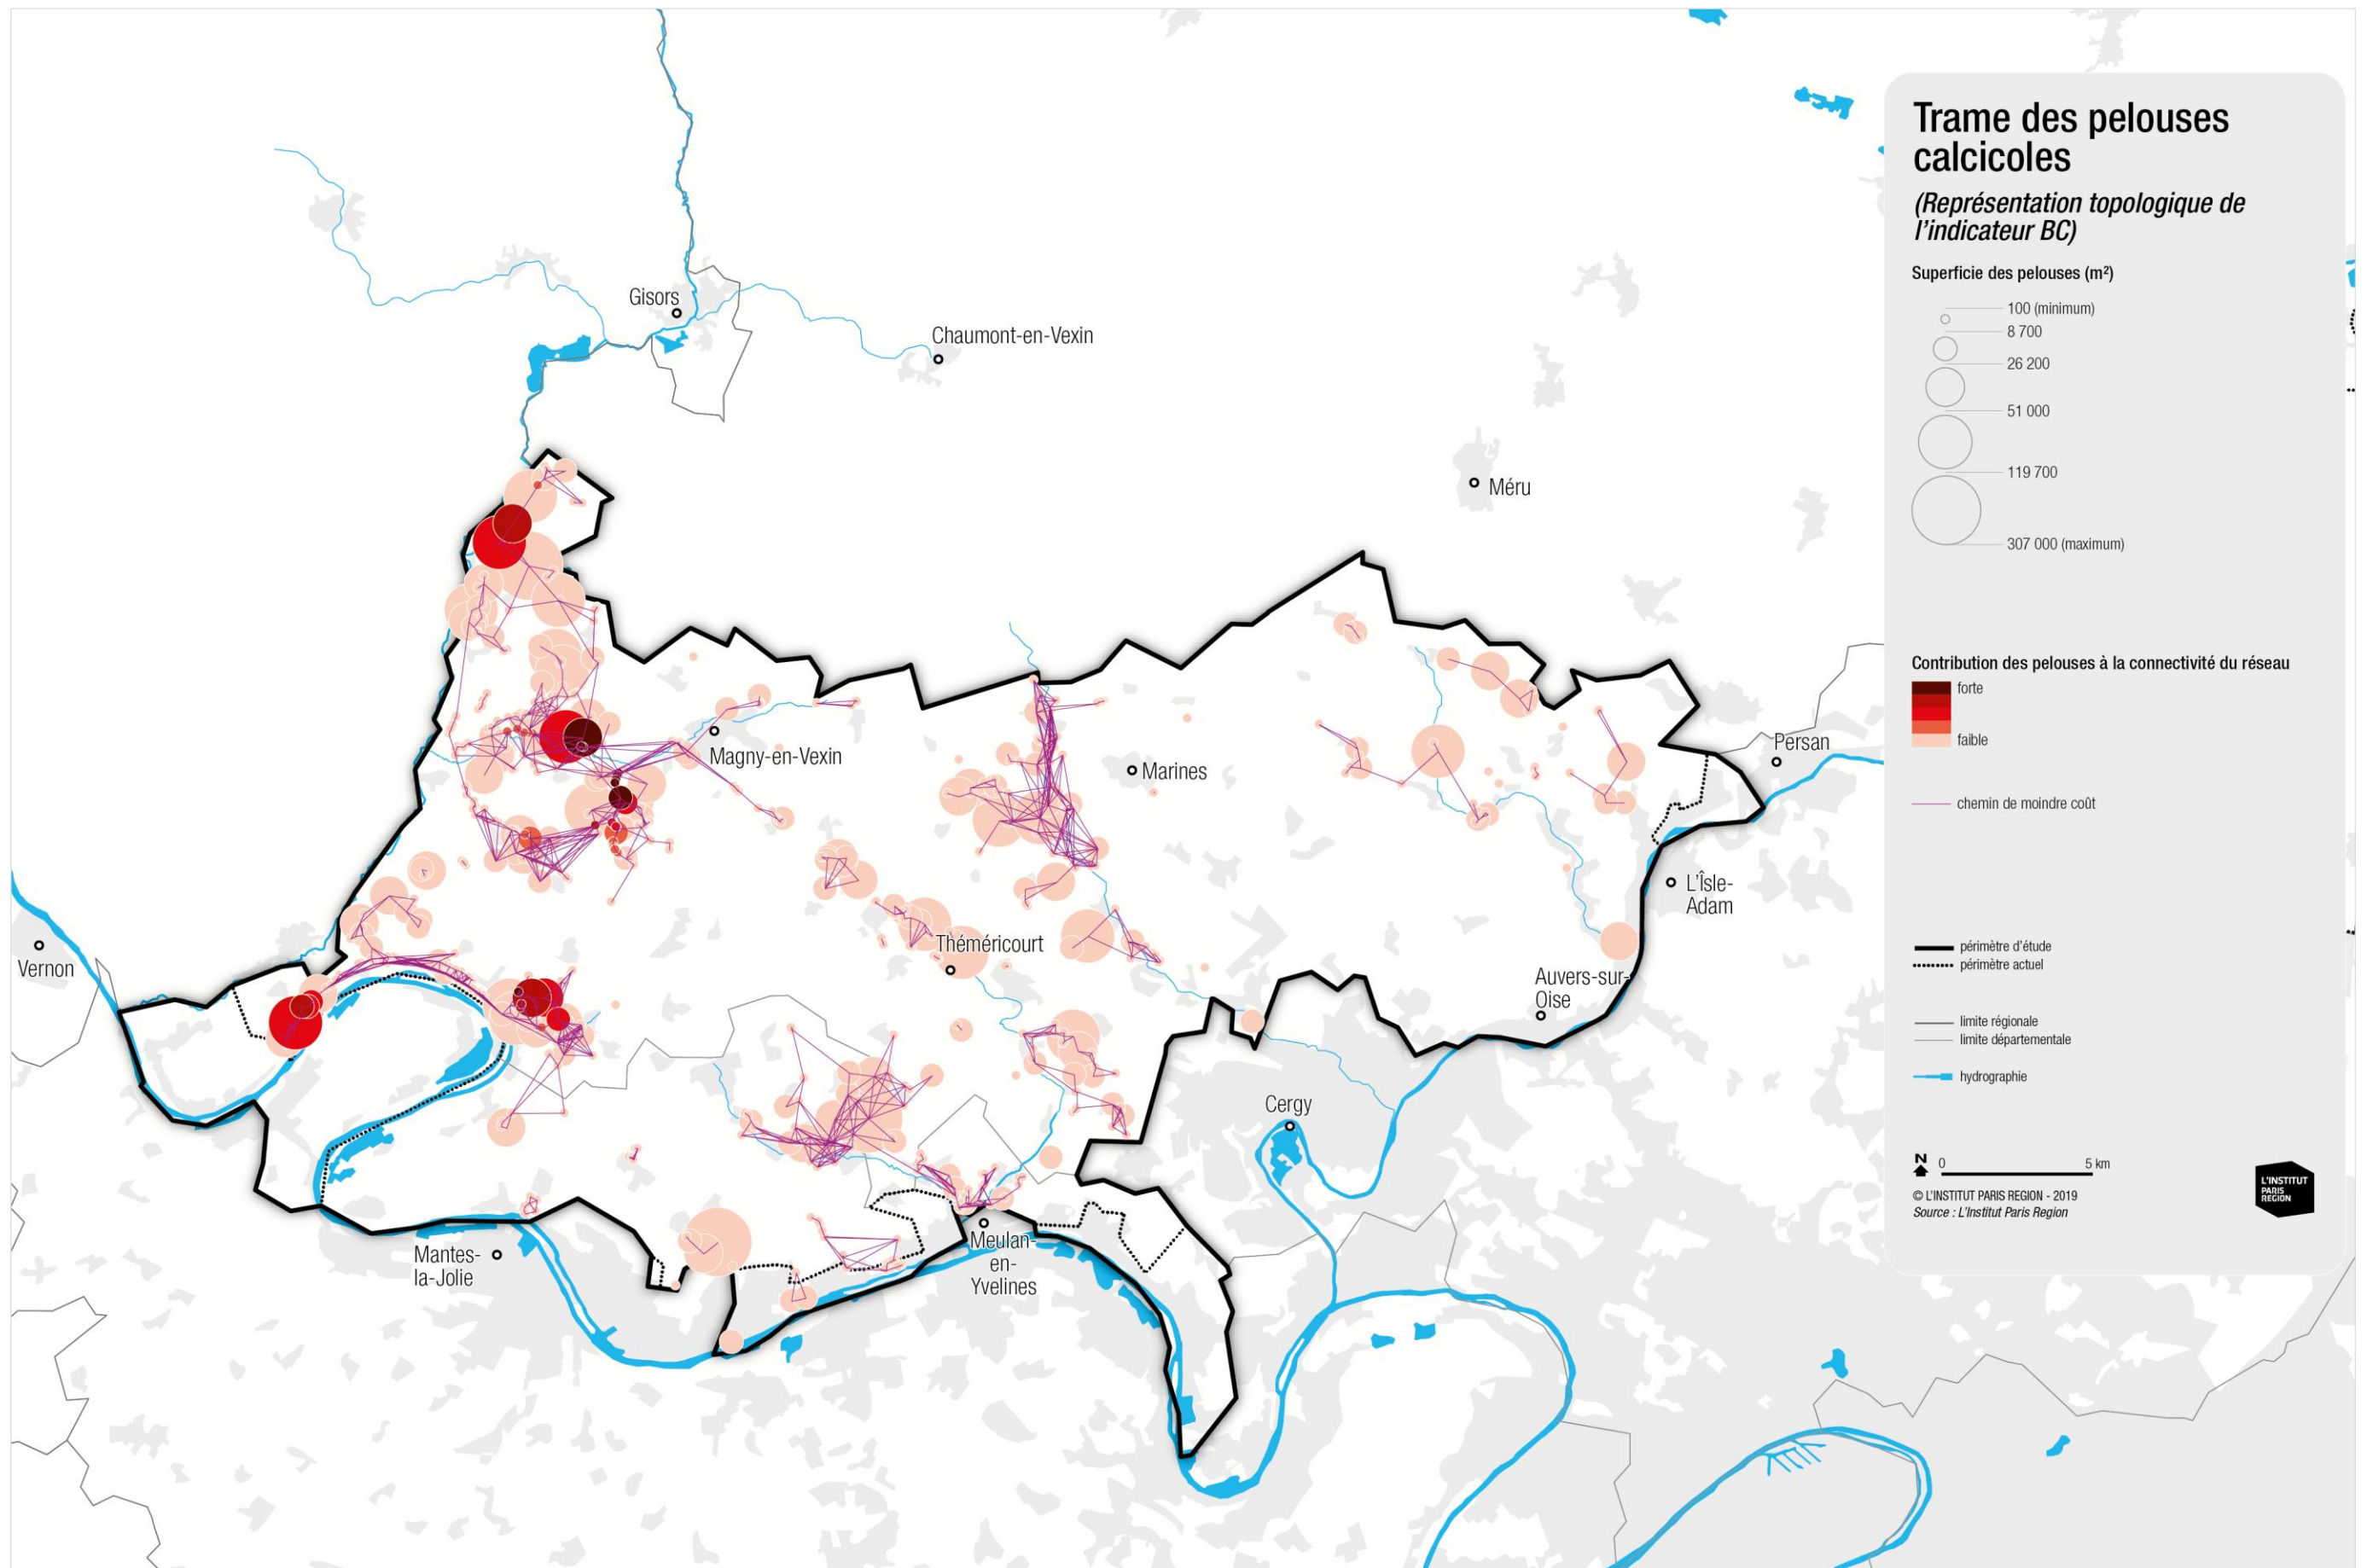 Gisors
Chaumont-en-Vexin
Méru
Magny-en-Vexin
Marines
Persan
L'Îsle-
Adam
Vernon
Théméricourt
Auvers-sur-
Oise
Cergy
Mantes-
la-Jolie
Meulan-
en-
Yvelines
Trame des pelouses
calcicoles
(Représentation topologique de
l'indicateur BC)
Superficie des pelouses (m²)
100 (minimum)
8 700
26 200
51 000
119 700
307 000 (maximum)
Contribution des pelouses à la connectivité du réseau
forte
faible
chemin de moindre coût
périmètre d'étude
périmètre actuel
limite régionale
limite départementale
hydrographie
N
0 5 km
© L'INSTITUT PARIS REGION - 2019
Source : L'Institut Paris Region
L'INSTITUT
PARIS
REGION